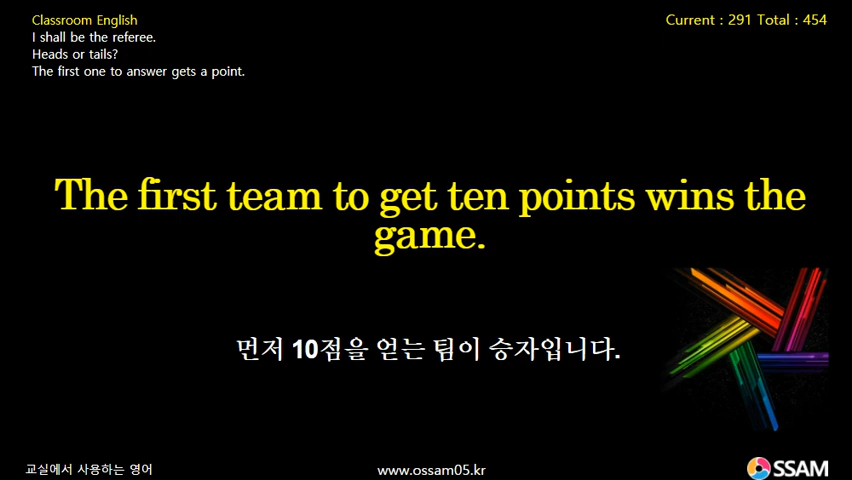 Classroom English
I shall be the referee.
Heads or tails?
The first one to answer gets a point.
Current : 291 Total : 454
The first team to get ten points wins the
game.
먼저 10점을 얻는 팀이 승자입니다.
교실에서 사용하는 영어
www.ossam05.kr
OSSAM